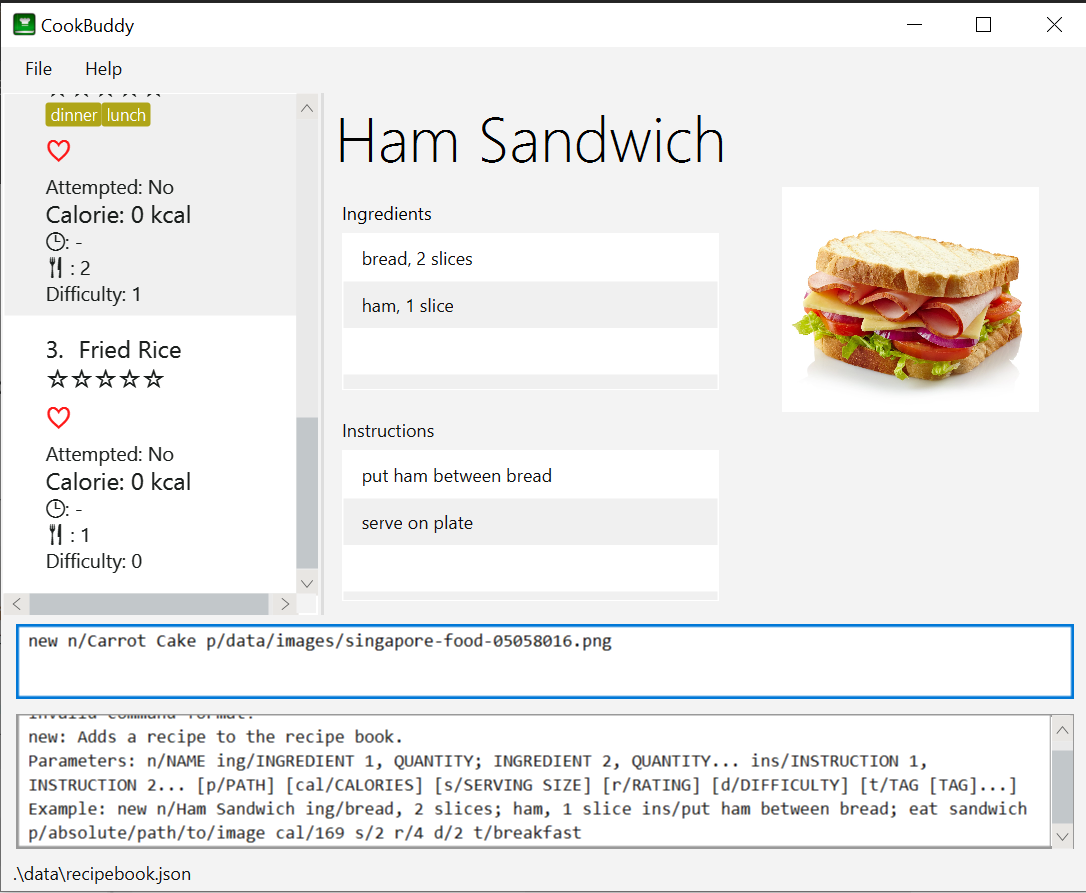 CookBuddy
File Help
dinner lunch
Attempted: No
Calorie: 0 kcal
: -
: 2
Difficulty: 1
3. Fried Rice
☆☆☆☆☆
Attempted: No
Calorie: 0 kcal
: -
: 1
Difficulty: 0
Ham Sandwich
Ingredients
bread, 2 slices
ham, 1 slice
Instructions
put ham between bread
serve on plate
new n/Carrot Cake p/data/images/singapore-food-05058016.png
Invalid command format!
new: Adds a recipe to the recipe book.
Parameters: n/NAME ing/INGREDIENT 1, QUANTITY; INGREDIENT 2, QUANTITY... ins/INSTRUCTION 1,
INSTRUCTION 2... [p/PATH] [cal/CALORIES] [s/SERVING SIZE] [r/RATING] [d/DIFFICULTY] [t/TAG [TAG]...]
Example: new n/Ham Sandwich ing/bread, 2 slices; ham, 1 slice ins/put ham between bread; eat sandwich
p/absolute/path/to/image cal/169 s/2 r/4 d/2 t/breakfast
.\data\recipebook.json